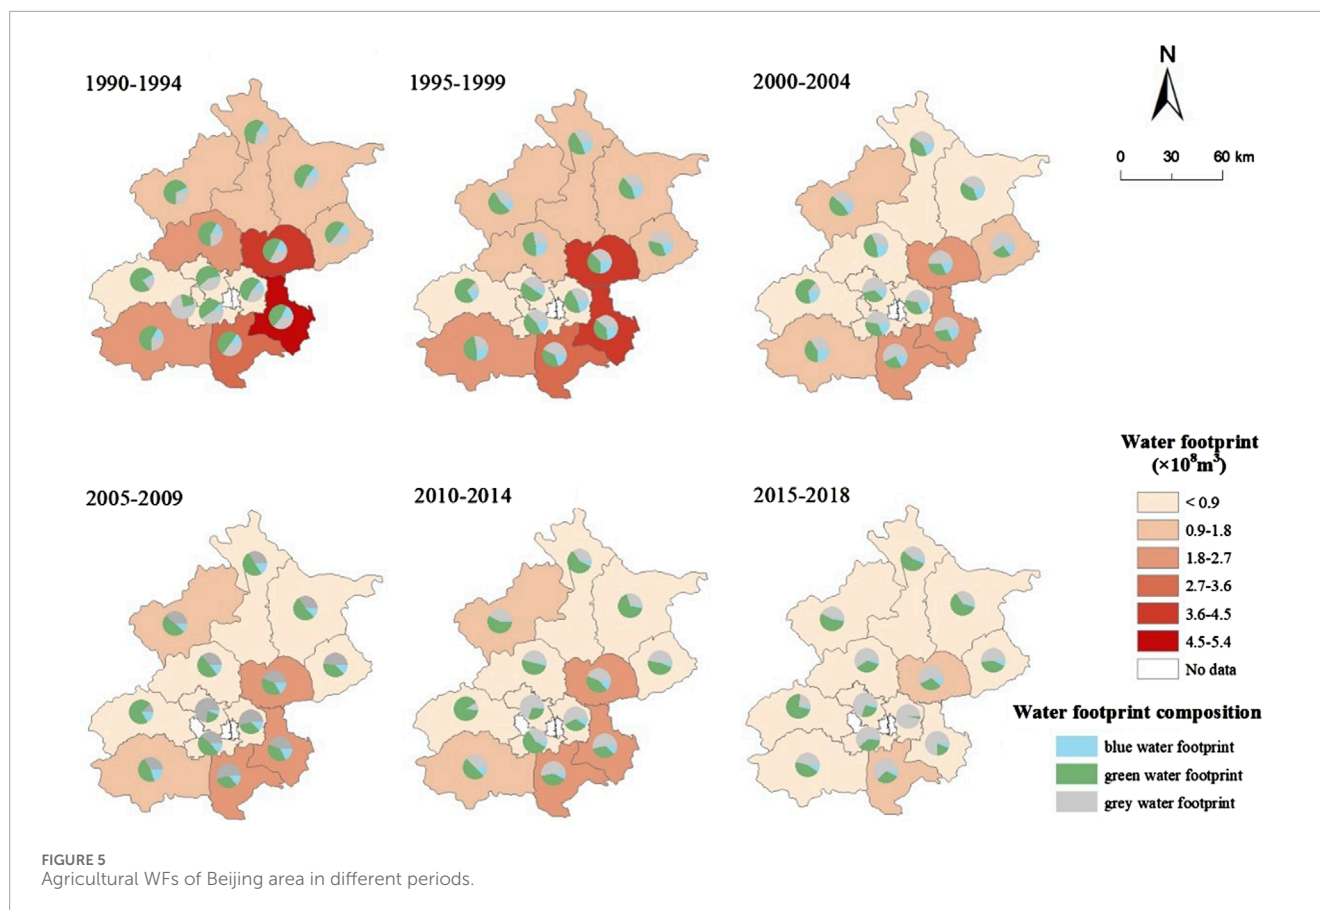 1990-1994
1995-1999
2000-2004
N
0 30 60 km
2005-2009
2010-2014
2015-2018
Water footprint
(×10⁸m³)
< 0.9
0.9-1.8
1.8-2.7
2.7-3.6
3.6-4.5
4.5-5.4
No data
Water footprint composition
blue water footprint
green water footprint
grey water footprint
FIGURE 5
Agricultural WFs of Beijing area in different periods.